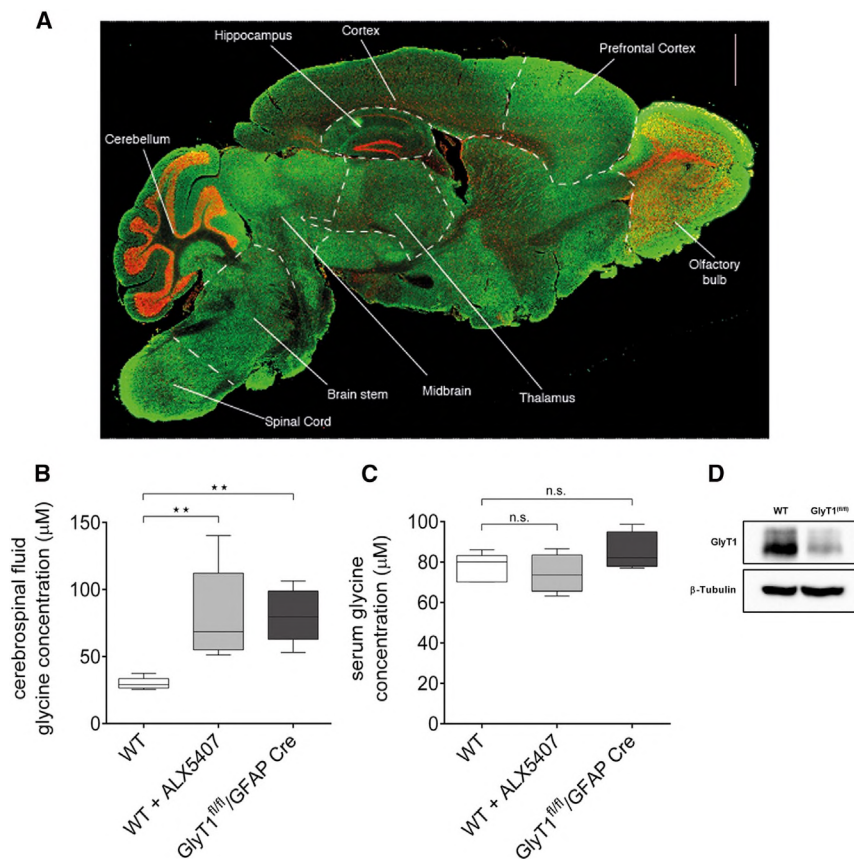 A
Hippocampus
Cortex
Prefrontal Cortex
Cerebellum
Olfactory
bulb
Brain stem
Midbrain
Thalamus
Spinal Cord
B
cerebrospinal fluid
glycine concentration (μM)
150
100
50
0
★★
★★
WT
WT + ALX5407
GlyT1fl/fl/GFAP Cre
C
serum glycine
concentration (μM)
100
80
60
40
20
0
n.s.
n.s.
WT
WT + ALX5407
GlyT1fl/fl/GFAP Cre
D
WT GlyT1(fl/fl)
GlyT1
β-Tubulin